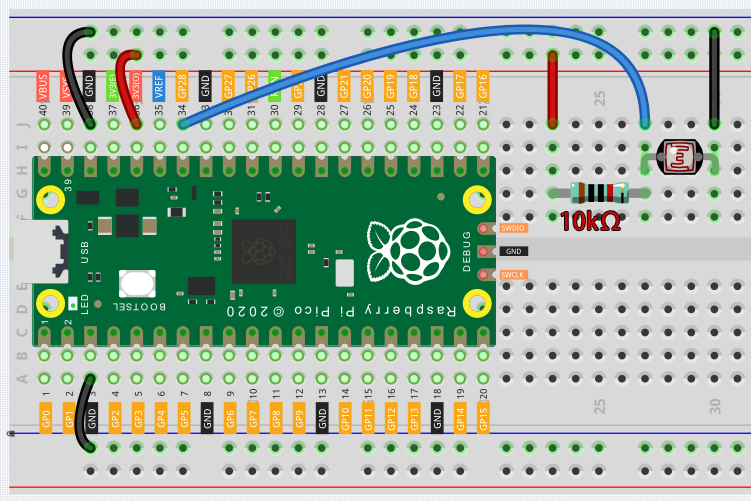 VBUS
VSYS
GND
3V3(E)
3V3(O)
VREF
GP28
GND
GP27
GP26
RUN
GP22
GND
GP21
GP20
GP19
GP18
GND
GP17
GP16
40 39 38 37 36 35 34 33 32 31 30 29 28 27 26 25 24 23 22 21
25
J
I
H
G
F
39
10kΩ
USB
DEBUG
SWDIO
GND
SWCLK
LED
BOOTSEL
Raspberry Pi Pico © 2020
E
D
C
B
A
1
2
1 2 3 4 5 6 7 8 9 10 11 12 13 14 15 16 17 18 19 20
25
30
GP0
GP1
GND
GP2
GP3
GP4
GP5
GND
GP6
GP7
GP8
GP9
GND
GP10
GP11
GP12
GP13
GND
GP14
GP15